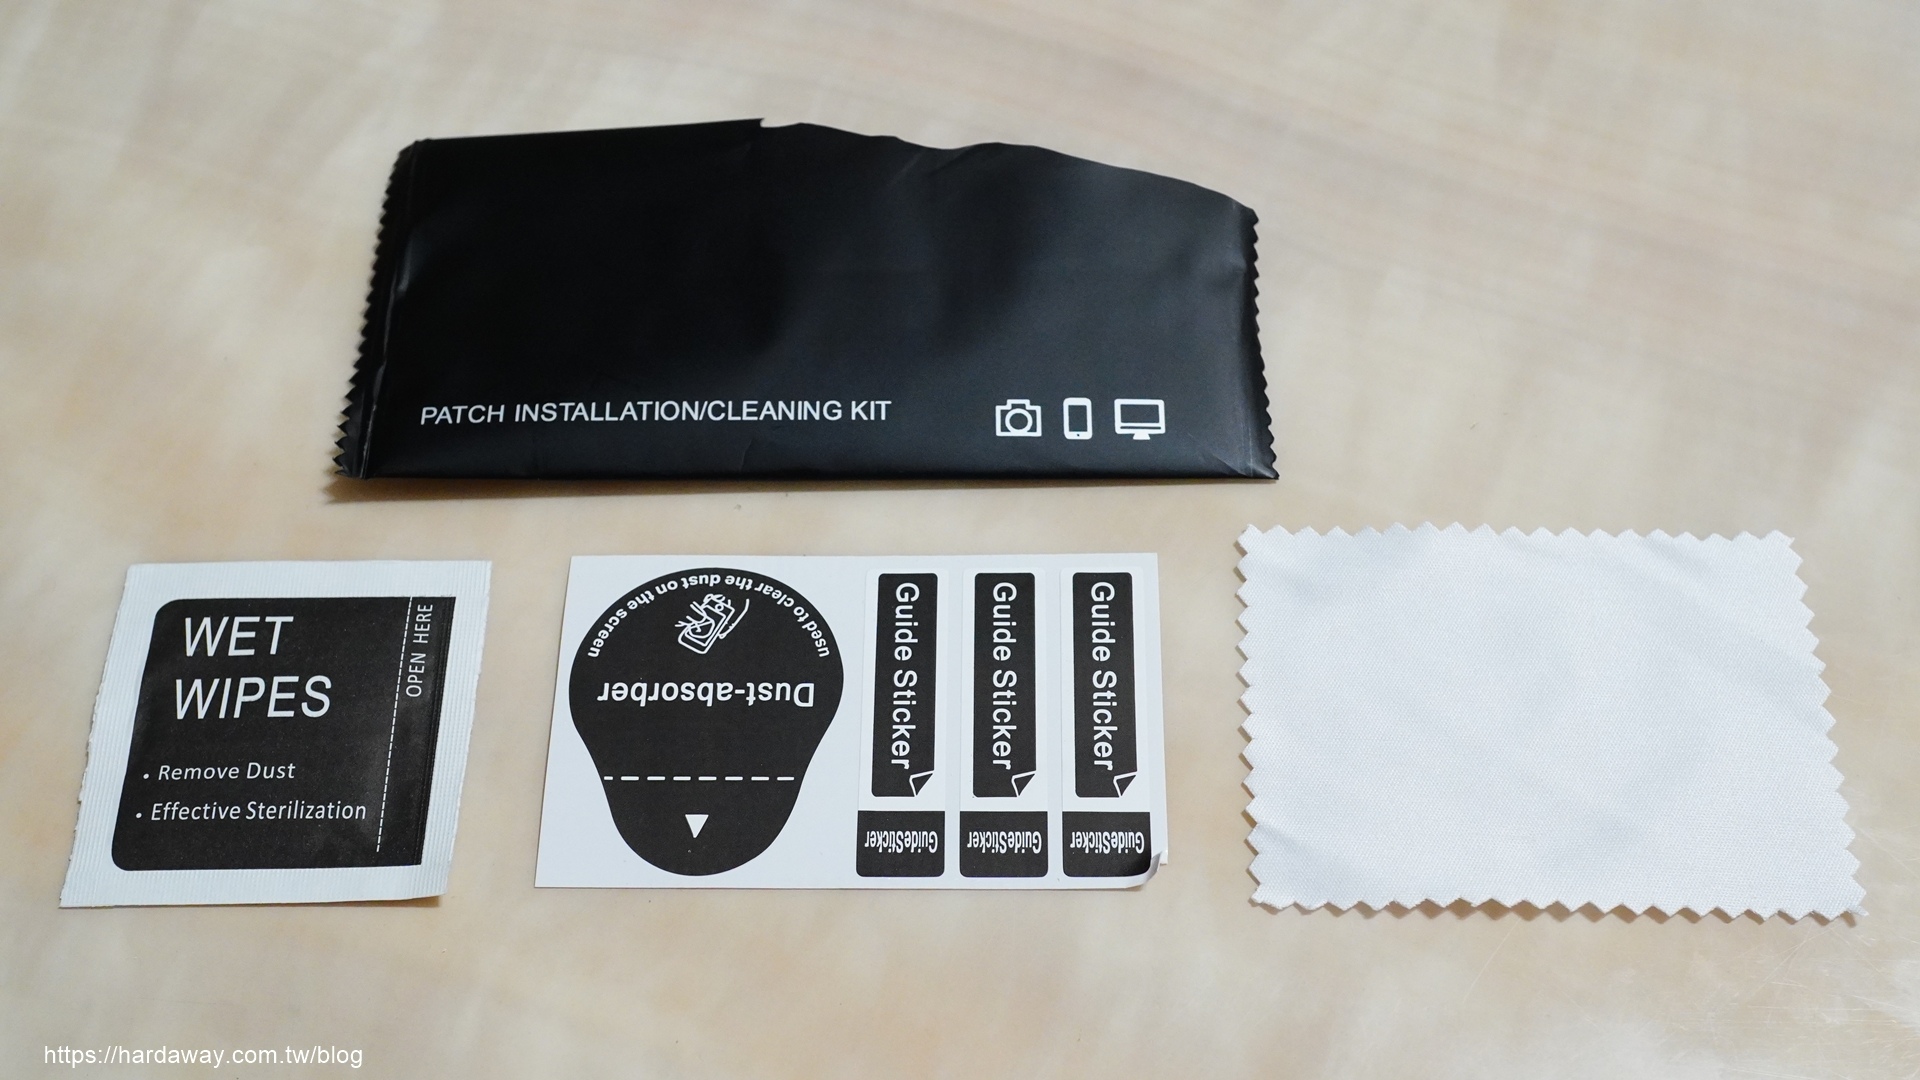 PATCH INSTALLATION/CLEANING KIT
WET
WIPES
OPEN HERE
• Remove Dust
• Effective Sterilization
used to clear the dust on the screen
Dust-absorber
Guide Sticker
GuideSticker
Guide Sticker
GuideSticker
Guide Sticker
GuideSticker
https://hardaway.com.tw/blog